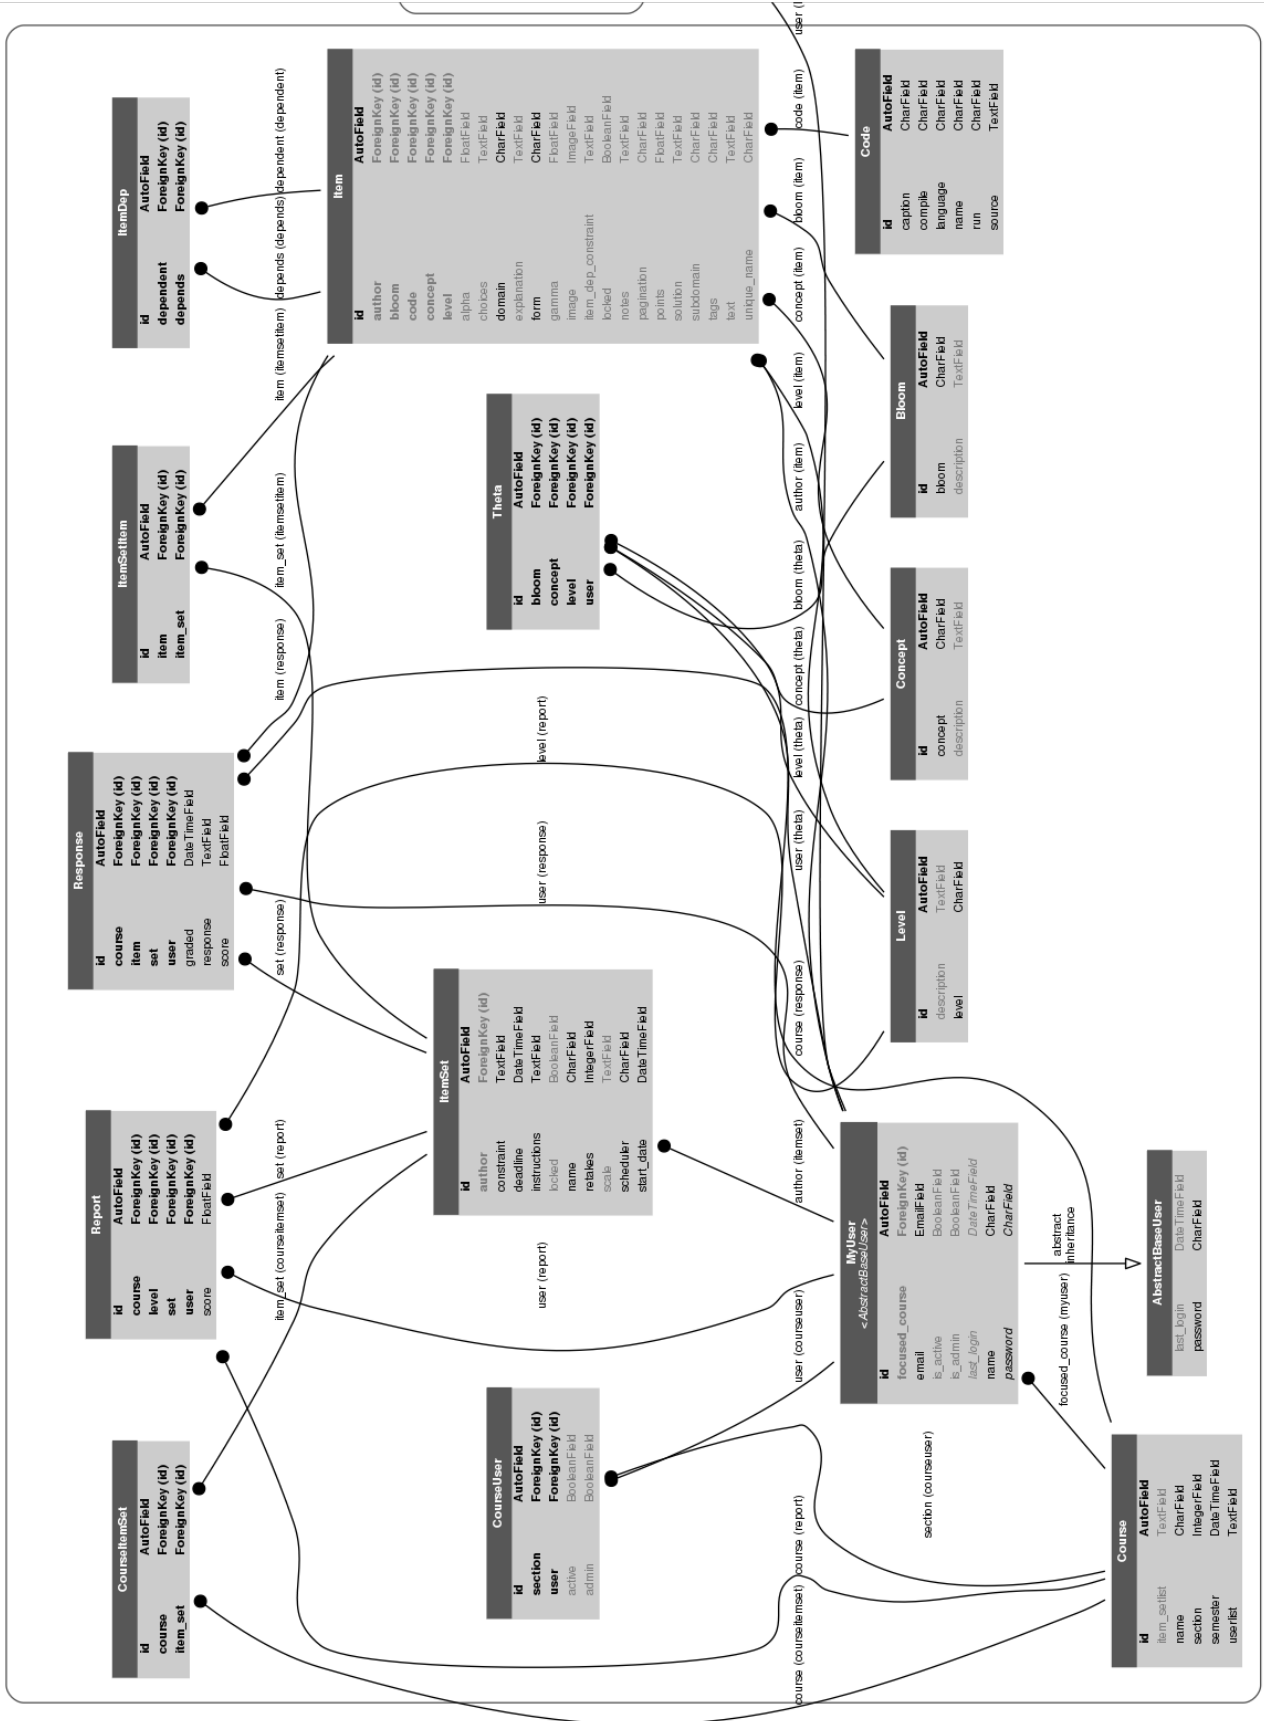 ItemDep
id AutoField
dependent ForeignKey (id)
depends ForeignKey (id)
ItemSetItem
id AutoField
item ForeignKey (id)
item_set ForeignKey (id)
Response
id AutoField
course ForeignKey (id)
item ForeignKey (id)
set ForeignKey (id)
user ForeignKey (id)
graded DateTimeField
response TextField
score FloatField
Report
id AutoField
course ForeignKey (id)
level ForeignKey (id)
set ForeignKey (id)
user ForeignKey (id)
score FloatField
CourseItemSet
id AutoField
course ForeignKey (id)
item_set ForeignKey (id)
dependent (dependent)
depends (depends)
item (itemsetitem)
item_set (itemsetitem)
item (response)
set (response)
set (report)
item_set (courseitemset)
Item
id AutoField
author ForeignKey (id)
bloom ForeignKey (id)
code ForeignKey (id)
concept ForeignKey (id)
level ForeignKey (id)
alpha FloatField
choices TextField
domain CharField
explanation TextField
form CharField
gamma FloatField
image ImageField
item_dep_constraint TextField
locked BooleanField
notes TextField
pagination CharField
points FloatField
solution TextField
subdomain CharField
tags CharField
text TextField
unique_name CharField
Theta
id AutoField
bloom ForeignKey (id)
concept ForeignKey (id)
level ForeignKey (id)
user ForeignKey (id)
level (report)
user (response)
user (report)
ItemSet
id AutoField
author ForeignKey (id)
constraint TextField
deadline DateTimeField
instructions TextField
locked BooleanField
name CharField
retakes IntegerField
scale TextField
scheduler CharField
start_date DateTimeField
CourseUser
id AutoField
section ForeignKey (id)
user ForeignKey (id)
active BooleanField
admin BooleanField
user (
code (item)
bloom (item)
concept (item)
level (item)
author (item)
bloom (theta)
concept (theta)
level (theta)
user (theta)
course (response)
author (itemset)
user (courseuser)
course (report)
course (courseitemset)
Code
id AutoField
caption CharField
compile CharField
language CharField
name CharField
run CharField
source TextField
Bloom
id AutoField
bloom CharField
description TextField
Concept
id AutoField
concept CharField
description TextField
Level
id AutoField
description TextField
level CharField
MyUser
<AbstractBaseUser>
id AutoField
focused_course ForeignKey (id)
email EmailField
is_active BooleanField
is_admin BooleanField
last_login DateTimeField
name CharField
password CharField
section (courseuser)
abstract
inheritance
focused_course (myuser)
AbstractBaseUser
last_login DateTimeField
password CharField
Course
id AutoField
item_setlist TextField
name CharField
section IntegerField
semester DateTimeField
userlist TextField